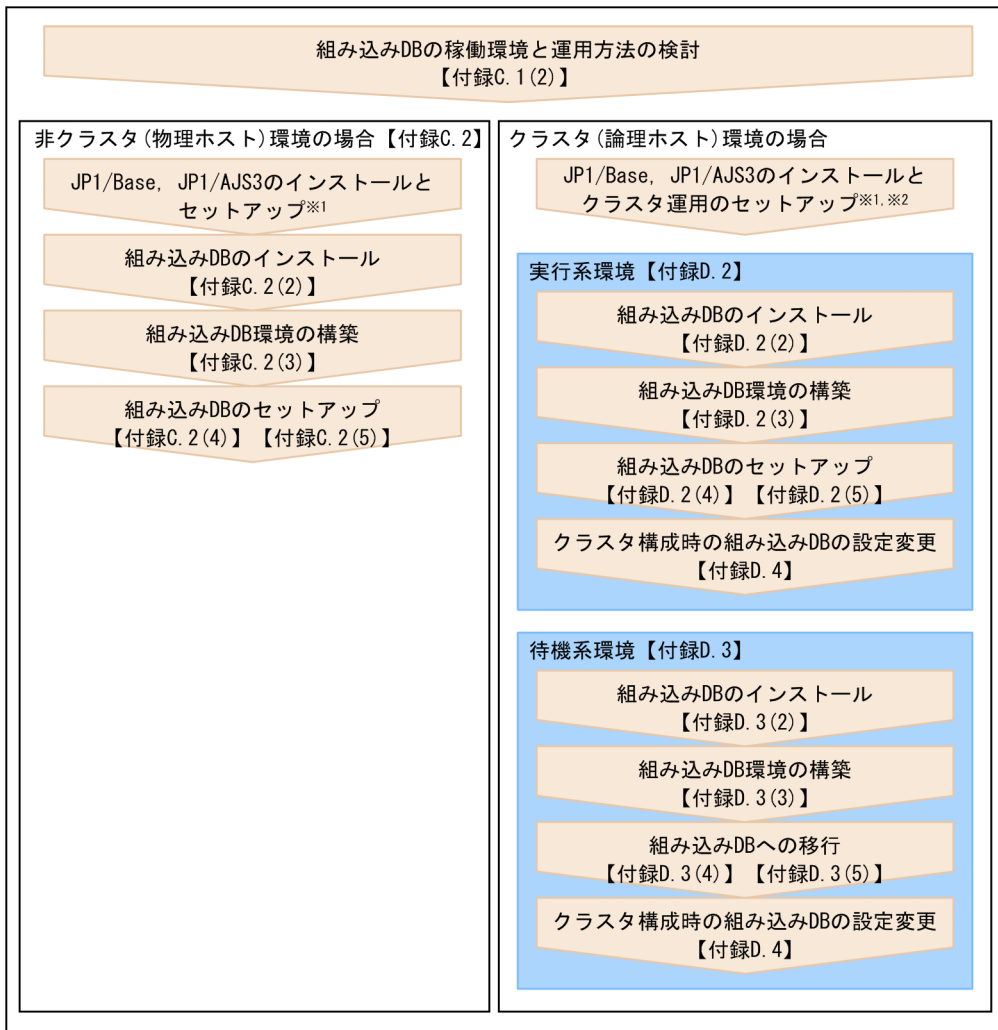 組み込みDBの稼働環境と運用方法の検討
【付録C.1(2)】
非クラスタ(物理ホスト)環境の場合【付録C.2】
JP1/Base, JP1/AJS3のインストールと
セットアップ※1
組み込みDBのインストール
【付録C.2(2)】
組み込みDB環境の構築
【付録C.2(3)】
組み込みDBのセットアップ
【付録C.2(4)】【付録C.2(5)】
クラスタ(論理ホスト)環境の場合
JP1/Base, JP1/AJS3のインストールと
クラスタ運用のセットアップ※1,※2
実行系環境【付録D.2】
組み込みDBのインストール
【付録D.2(2)】
組み込みDB環境の構築
【付録D.2(3)】
組み込みDBのセットアップ
【付録D.2(4)】【付録D.2(5)】
クラスタ構成時の組み込みDBの設定変更
【付録D.4】
待機系環境【付録D.3】
組み込みDBのインストール
【付録D.3(2)】
組み込みDB環境の構築
【付録D.3(3)】
組み込みDBへの移行
【付録D.3(4)】【付録D.3(5)】
クラスタ構成時の組み込みDBの設定変更
【付録D.4】